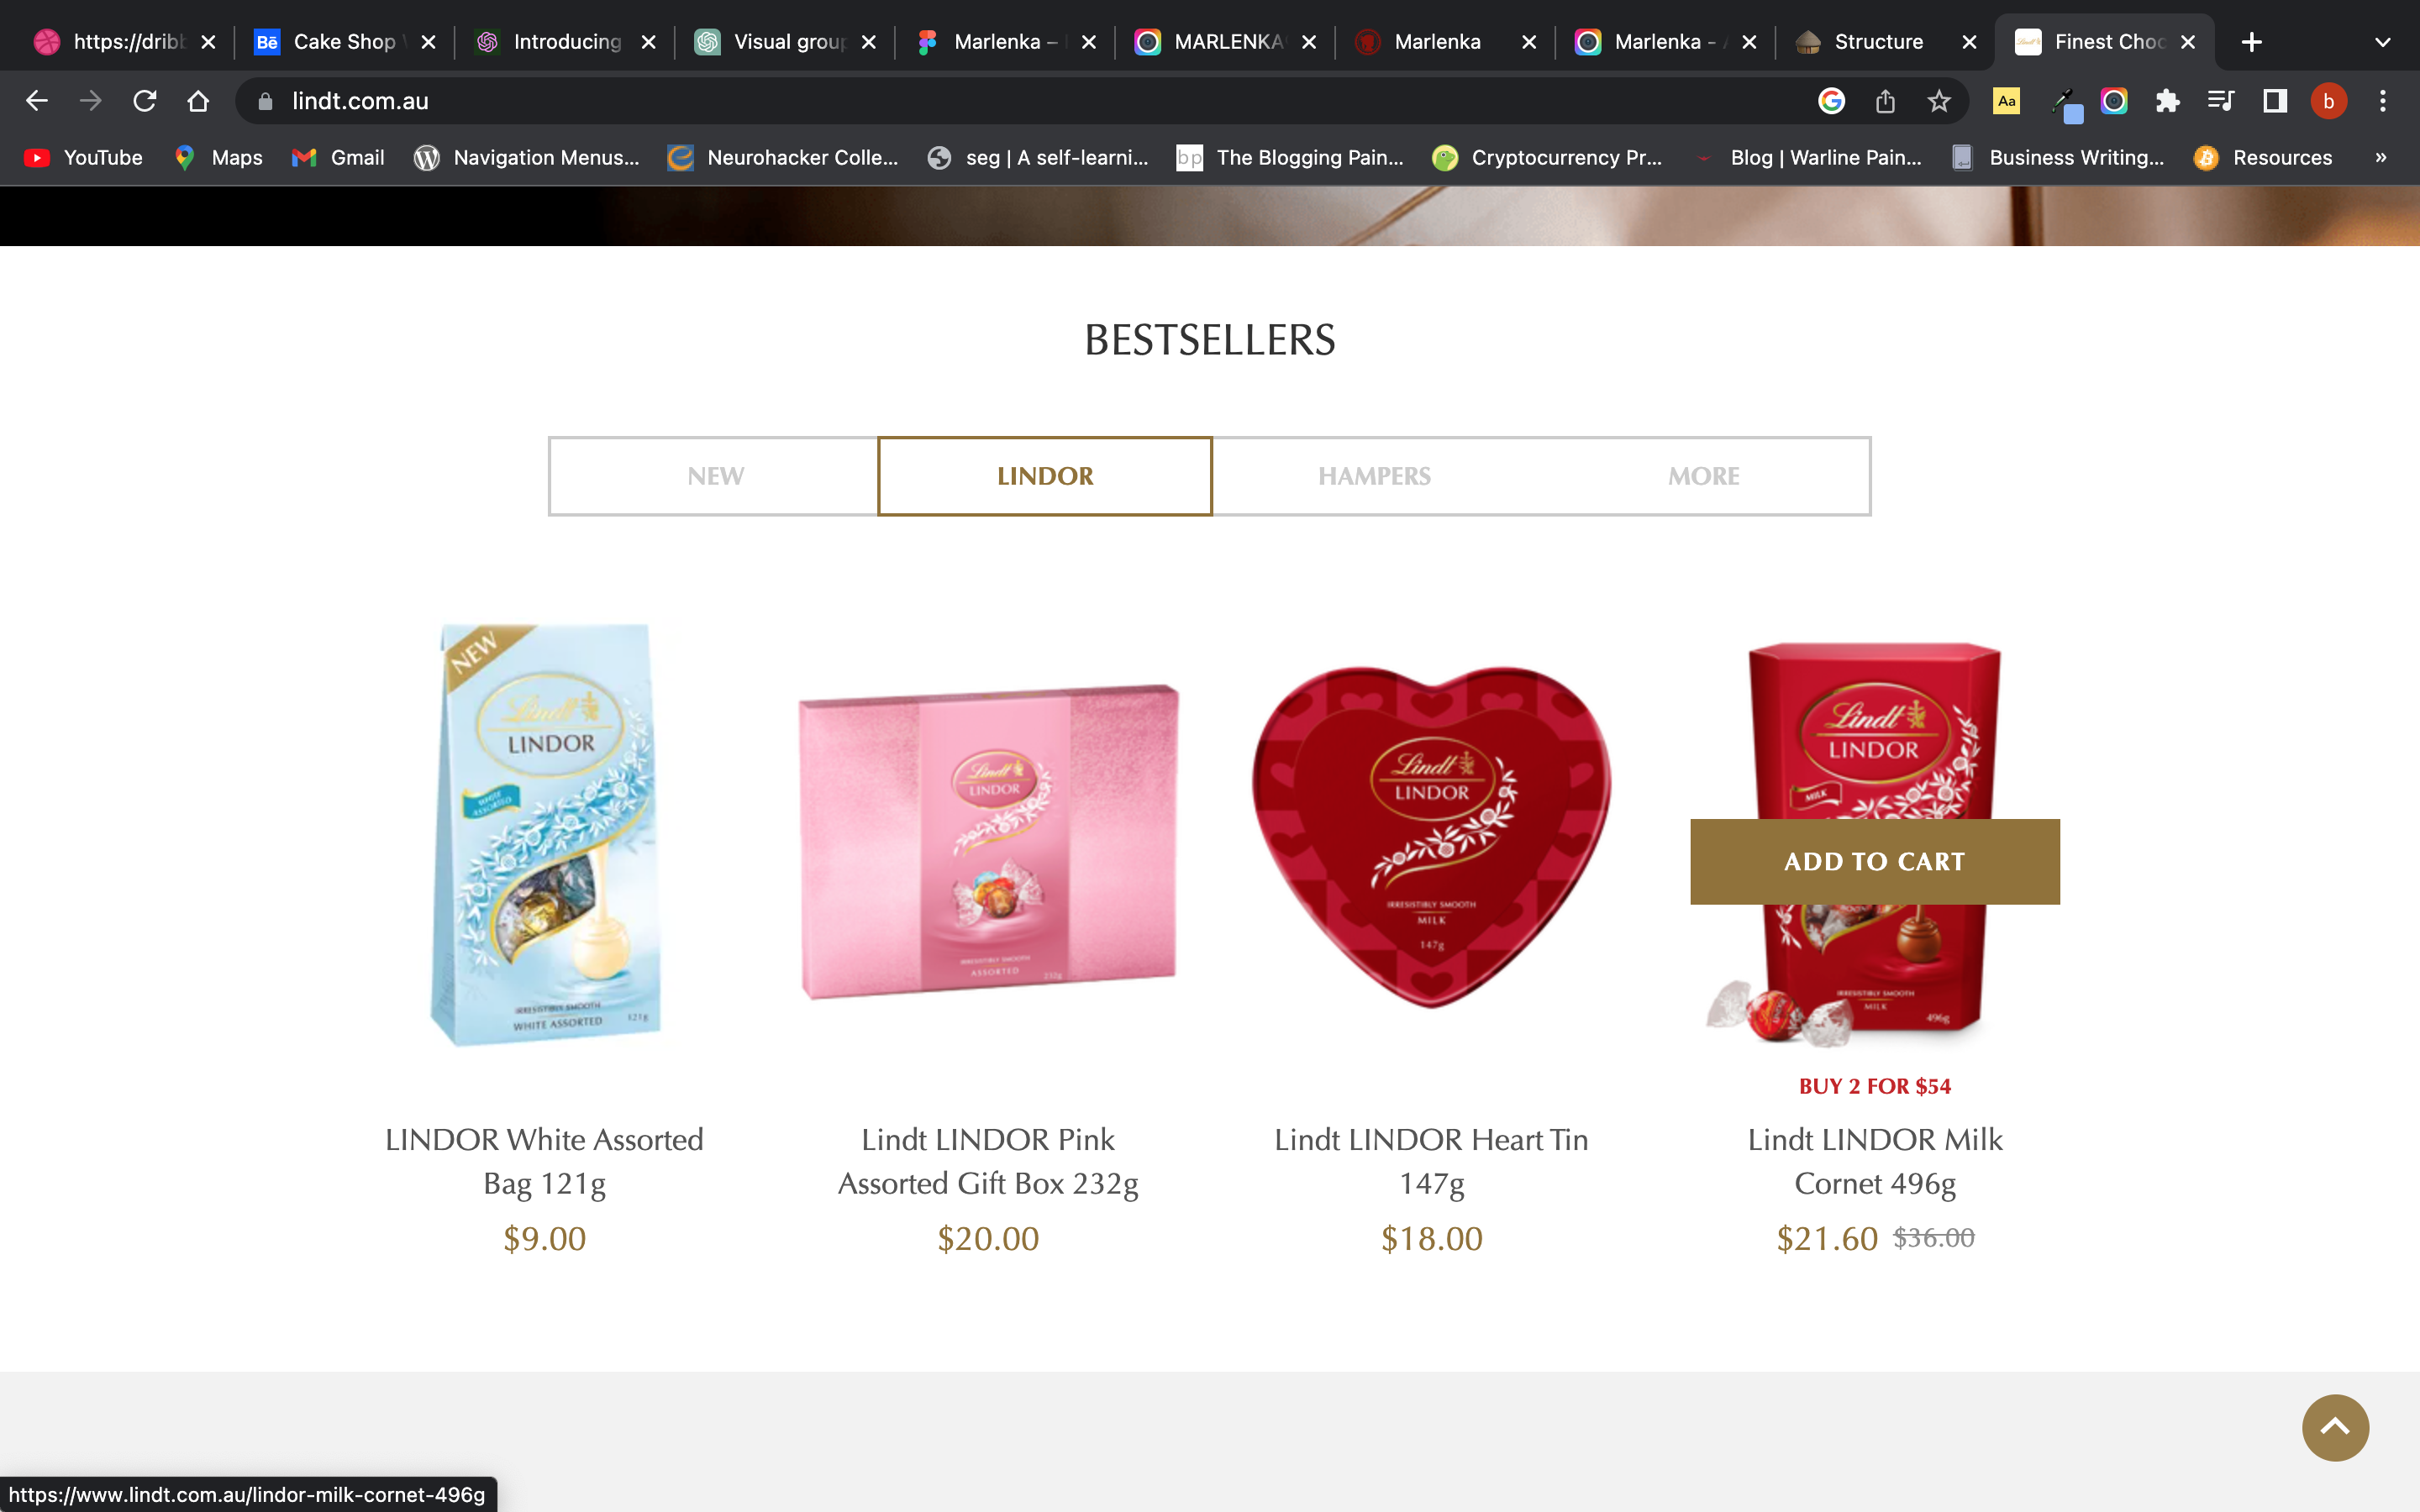 https://dribb
Cake Shop
Introducing
Visual group
Marlenka –
MARLENKA
Marlenka
Marlenka -
Structure
Finest Choc
lindt.com.au
Aa
b
YouTube
Maps
Gmail
Navigation Menus...
Neurohacker Colle...
seg | A self-learni...
bp
The Blogging Pain...
Cryptocurrency Pr...
Blog | Warline Pain...
Business Writing...
Resources
»
BESTSELLERS
NEW
LINDOR
HAMPERS
MORE
NEW
Lindt
LINDOR
WHITE
ASSORTED
IRRESISTIBLY SMOOTH
WHITE ASSORTED
121g
Lindt
LINDOR
IRRESISTIBLY SMOOTH
ASSORTED
232g
Lindt
LINDOR
IRRESISTIBLY SMOOTH
MILK
147g
Lindt
LINDOR
MILK
ADD TO CART
IRRESISTIBLY SMOOTH
MILK
496g
BUY 2 FOR $54
LINDOR White Assorted
Bag 121g
$9.00
Lindt LINDOR Pink
Assorted Gift Box 232g
$20.00
Lindt LINDOR Heart Tin
147g
$18.00
Lindt LINDOR Milk
Cornet 496g
$21.60 $36.00
https://www.lindt.com.au/lindor-milk-cornet-496g